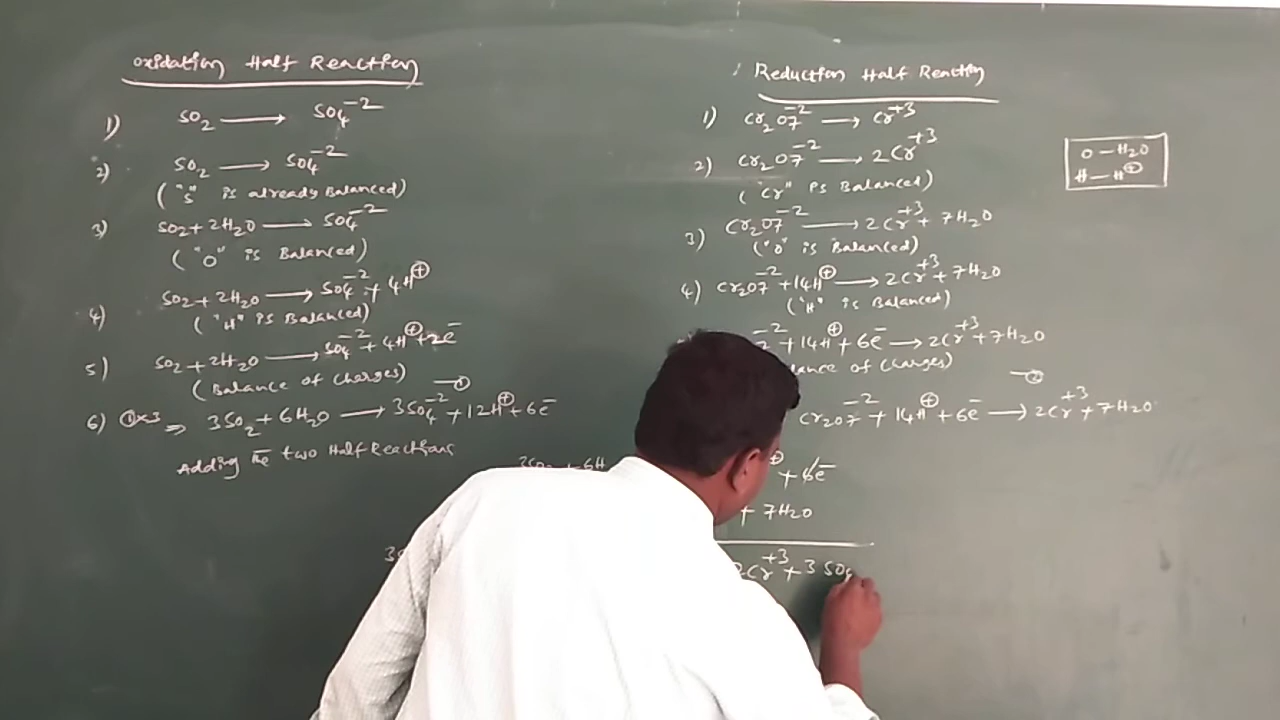 Oxidation Half Reaction
1) SO₂ ⟶ SO₄⁻²
2) SO₂ ⟶ SO₄⁻²
("S" is already Balanced)
3) SO₂ + 2H₂O ⟶ SO₄⁻²
("O" is Balanced)
4) SO₂ + 2H₂O ⟶ SO₄⁻² + 4H⊕
("H" is Balanced)
5) SO₂ + 2H₂O ⟶ SO₄⁻² + 4H⊕ + 2e⁻
(Balance of charges) ⟶①
6) ①×3 ⇒ 3SO₂ + 6H₂O ⟶ 3SO₄⁻² + 12H⊕ + 6e⁻
Adding The two Half Reactions
Reduction Half Reaction
1) Cr₂O₇⁻² ⟶ Cr⁺³
2) Cr₂O₇⁻² ⟶ 2Cr⁺³
("Cr" is Balanced)
3) Cr₂O₇⁻² ⟶ 2Cr⁺³ + 7H₂O
("O" is Balanced)
4) Cr₂O₇⁻² + 14H⊕ ⟶ 2Cr⁺³ + 7H₂O
("H" is Balanced)
⁻² + 14H⊕ + 6e⁻ ⟶ 2Cr⁺³ + 7H₂O
of charges) ⟶②
Cr₂O₇⁻² + 14H⊕ + 6e⁻ ⟶ 2Cr⁺³ + 7H₂O
O — H₂O
H — H⊕
3SO₂ + 6H
⊕ + 6e⁻
+ 7H₂O
2Cr⁺³ + 3SO₄